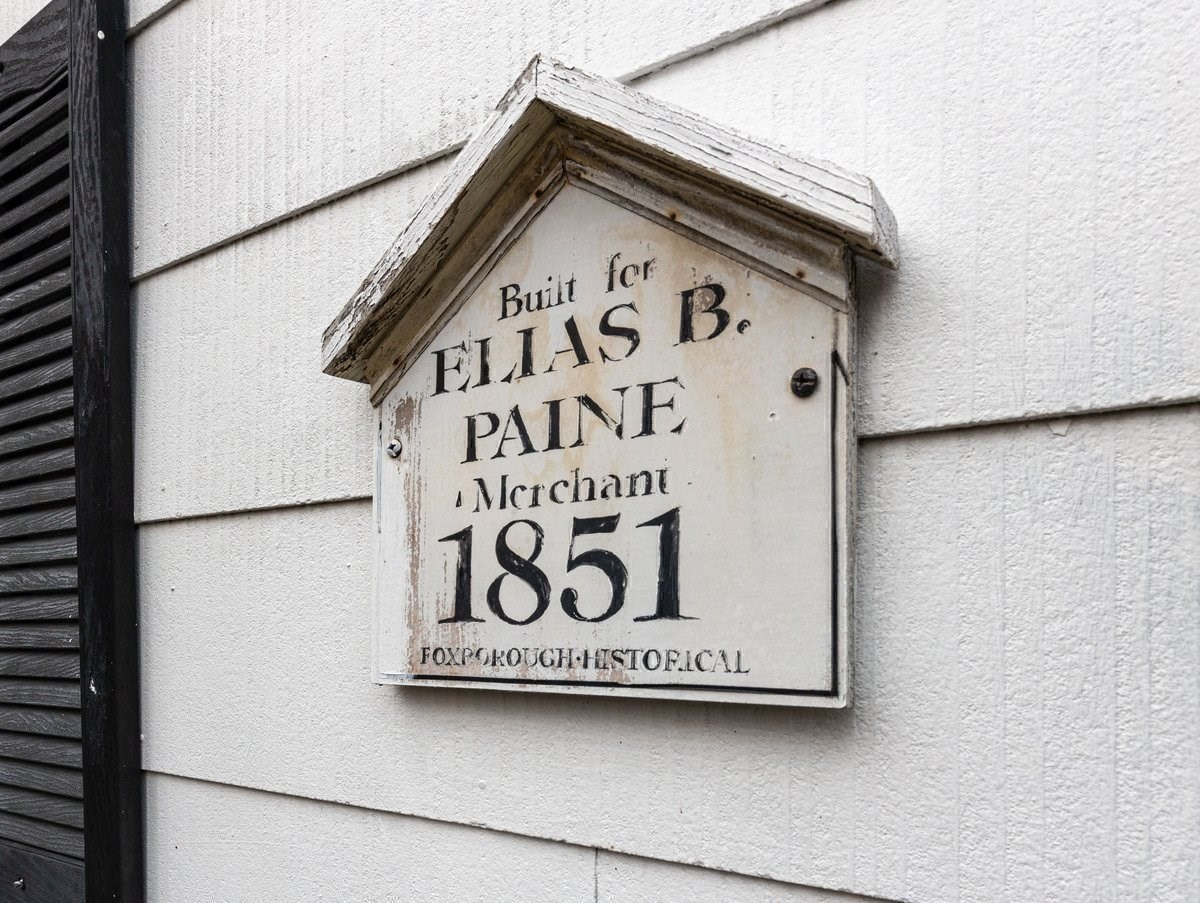 Built for
ELIAS B.
PAINE
Merchant
1851
FOXBOROUGH·HISTORICAL